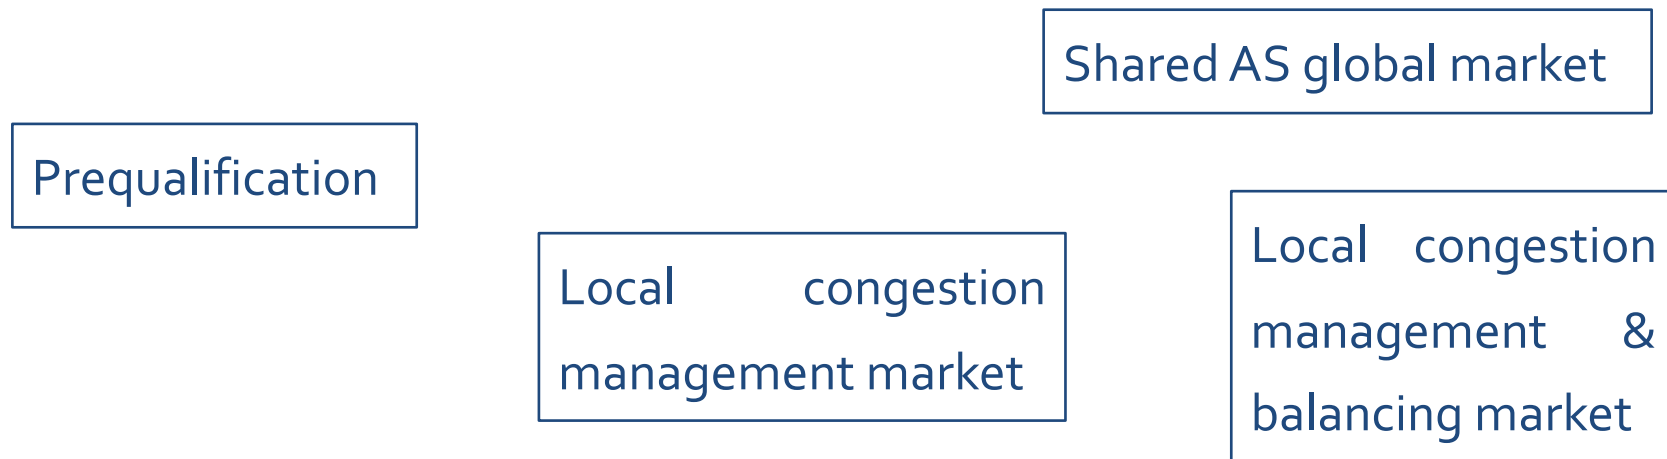 Shared AS global market
Prequalification
Local congestion
management market
Local congestion
management &
balancing market